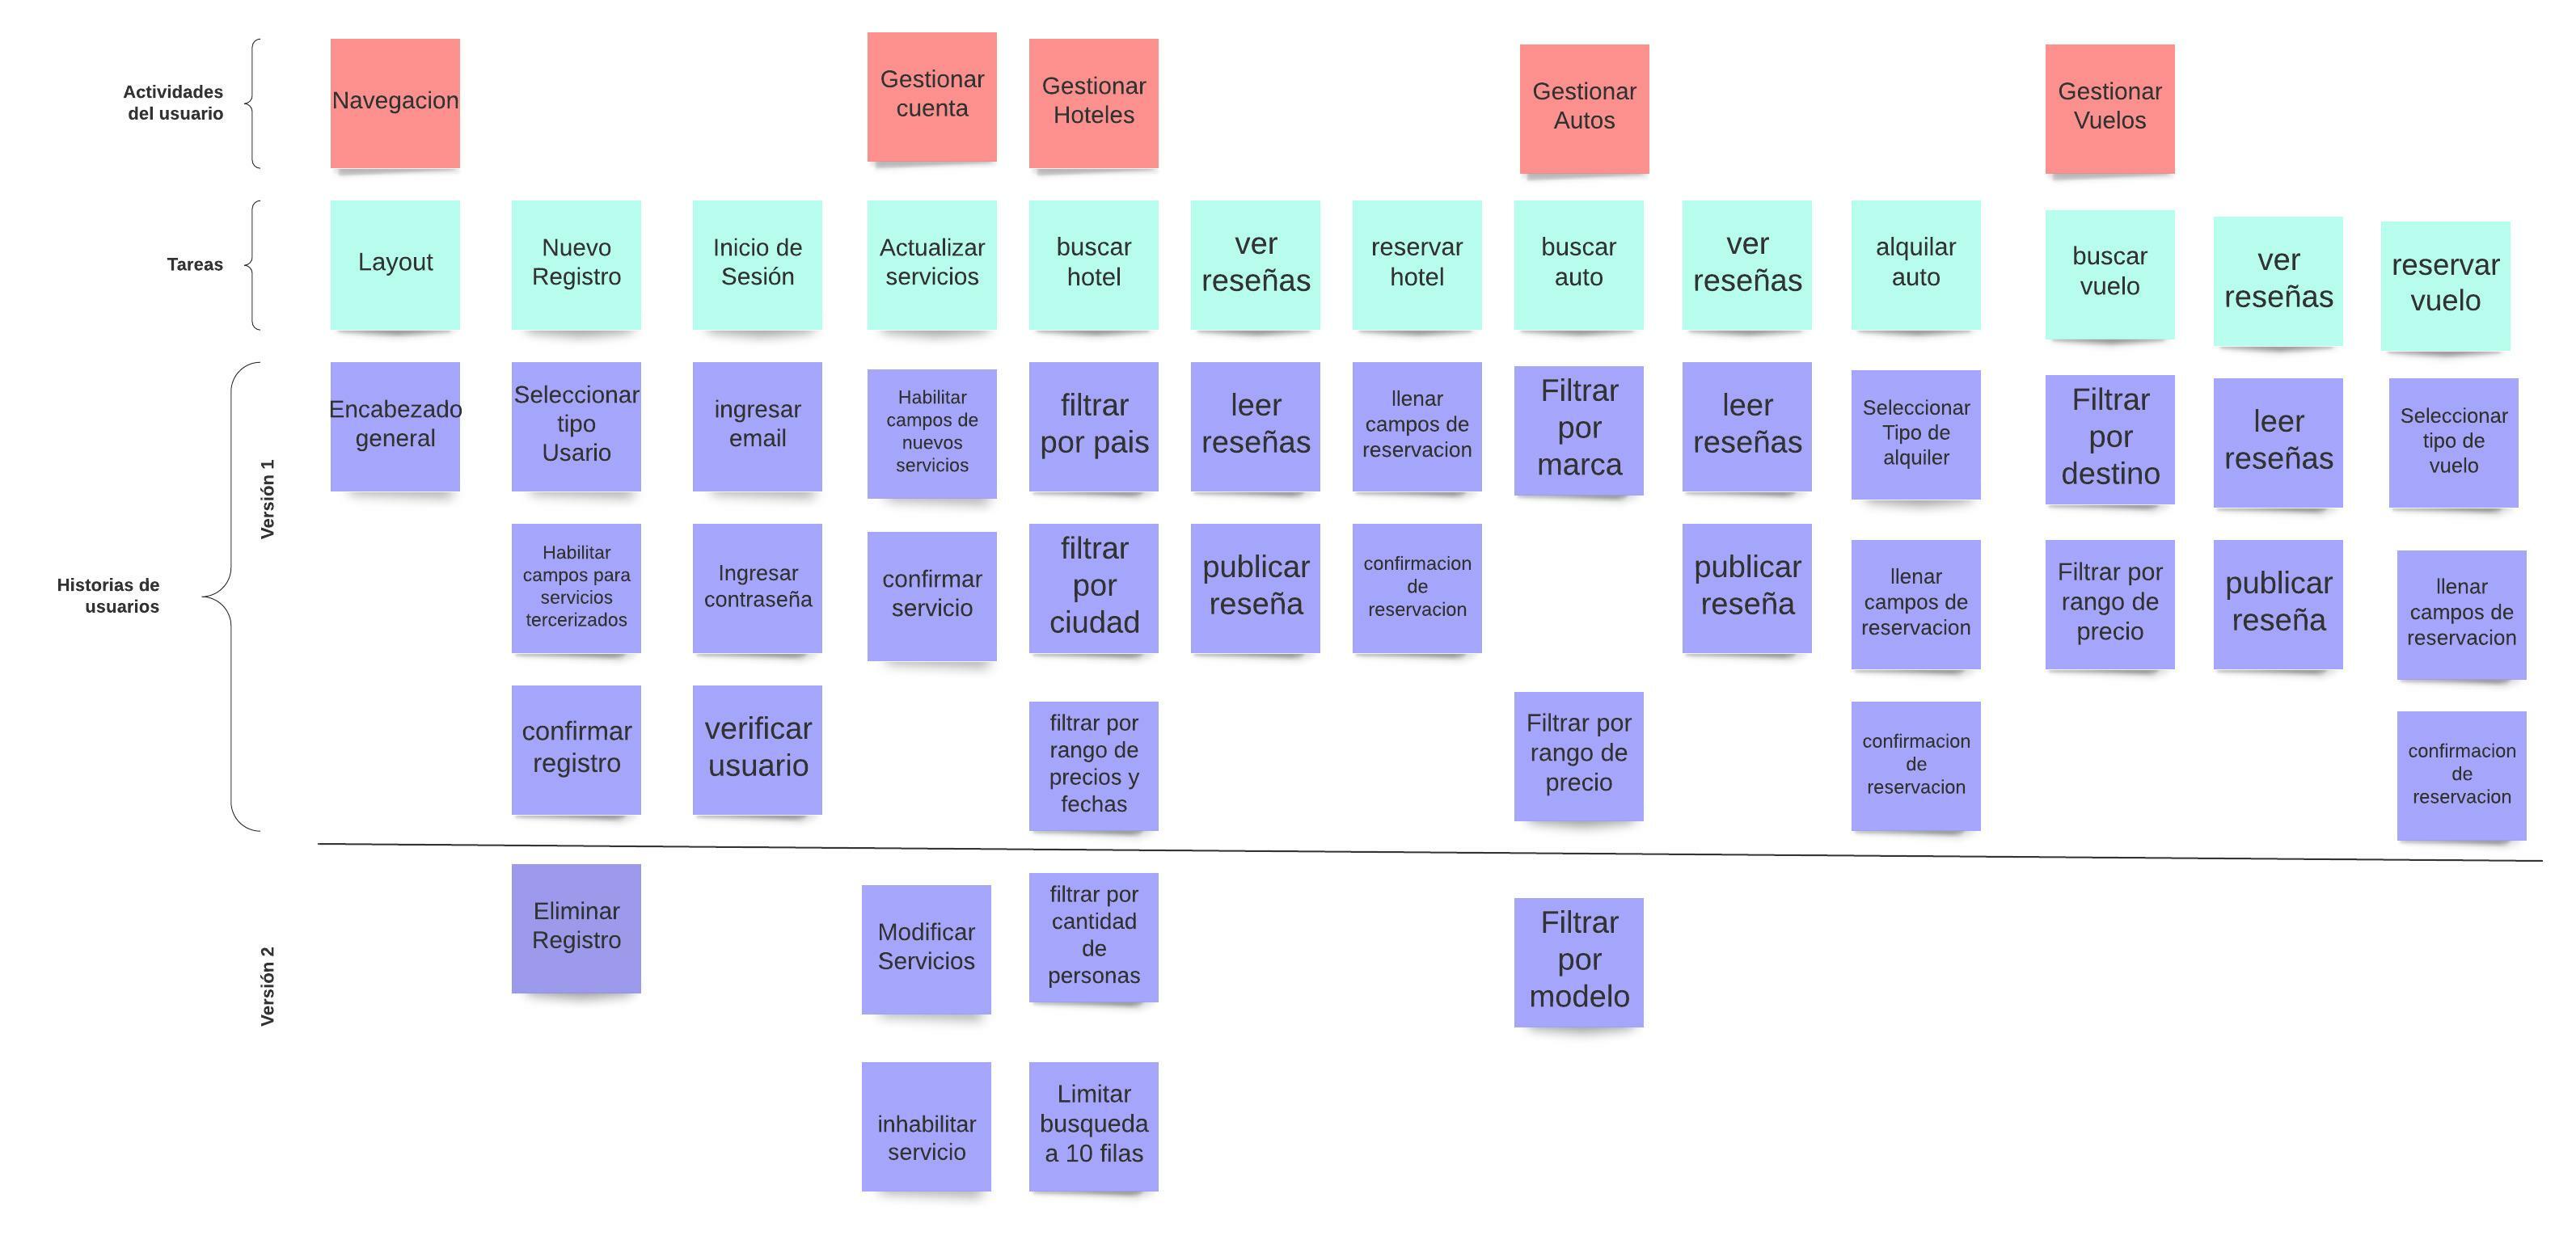 Actividades
del usuario
Navegacion
Gestionar
cuenta
Gestionar
Hoteles
Gestionar
Autos
Gestionar
Vuelos
Tareas
Layout
Nuevo
Registro
Inicio de
Sesión
Actualizar
servicios
buscar
hotel
ver
reseñas
reservar
hotel
buscar
auto
ver
reseñas
alquilar
auto
buscar
vuelo
ver
reseñas
reservar
vuelo
Historias de
usuarios
Versión 1
Encabezado
general
Seleccionar
tipo
Usario
ingresar
email
Habilitar
campos de
nuevos
servicios
filtrar
por pais
leer
reseñas
llenar
campos de
reservacion
Filtrar
por
marca
leer
reseñas
Seleccionar
Tipo de
alquiler
Filtrar
por
destino
leer
reseñas
Seleccionar
tipo de
vuelo
Habilitar
campos para
servicios
tercerizados
Ingresar
contraseña
confirmar
servicio
filtrar
por
ciudad
publicar
reseña
confirmacion
de
reservacion
publicar
reseña
llenar
campos de
reservacion
Filtrar por
rango de
precio
publicar
reseña
llenar
campos de
reservacion
confirmar
registro
verificar
usuario
filtrar por
rango de
precios y
fechas
Filtrar por
rango de
precio
confirmacion
de
reservacion
confirmacion
de
reservacion
Versión 2
Eliminar
Registro
Modificar
Servicios
filtrar por
cantidad
de
personas
Filtrar
por
modelo
inhabilitar
servicio
Limitar
busqueda
a 10 filas